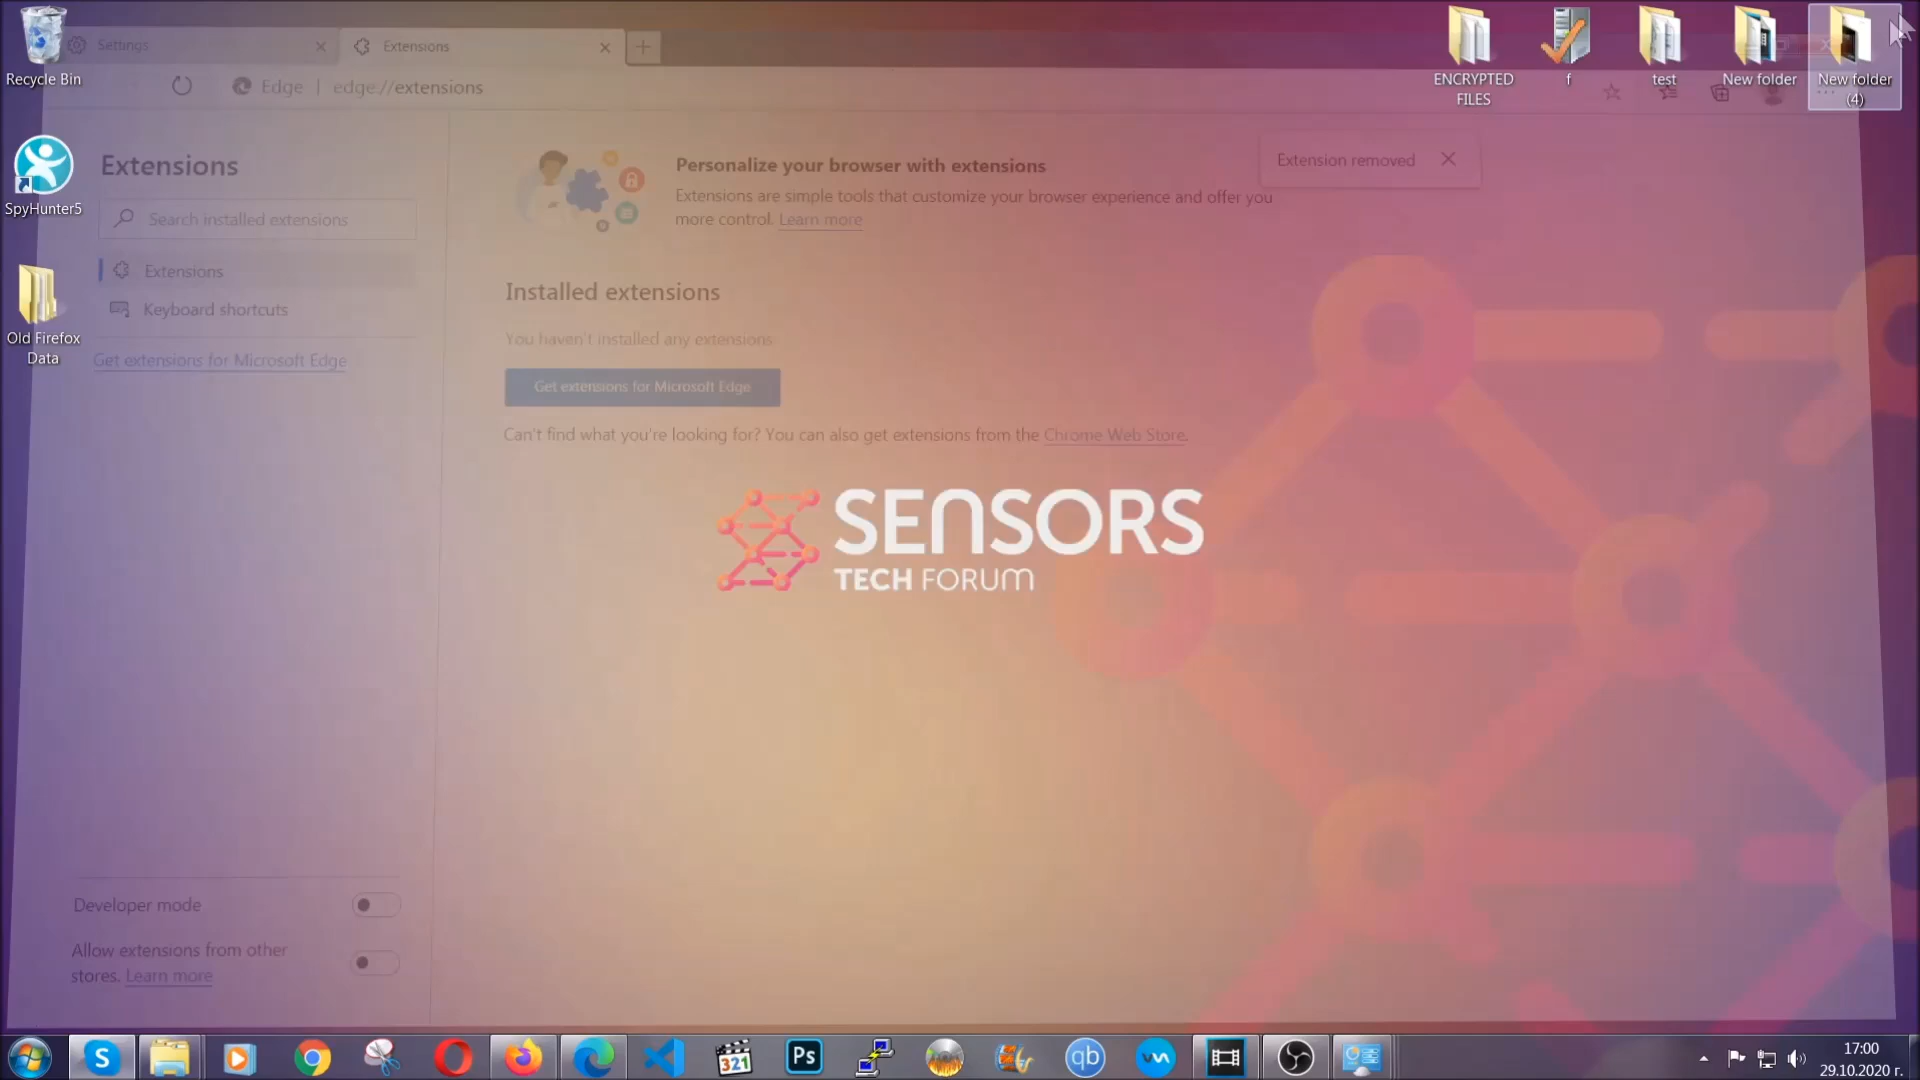 Recycle Bin
SpyHunter5
Old Firefox
Data
ENCRYPTED
FILES
f
test
New folder
New folder
(4)
Settings
Extensions
Edge | edge://extensions
Extensions
Search installed extensions
Extensions
Keyboard shortcuts
Get extensions for Microsoft Edge
Personalize your browser with extensions
Extensions are simple tools that customize your browser experience and offer you
more control. Learn more
Extension removed
Installed extensions
You haven't installed any extensions
Get extensions for Microsoft Edge
Can't find what you're looking for? You can also get extensions from the Chrome Web Store.
SENSORS
TECH FORUM
Developer mode
Allow extensions from other
stores. Learn more
S
321
Ps
qb
17:00
29.10.2020 г.